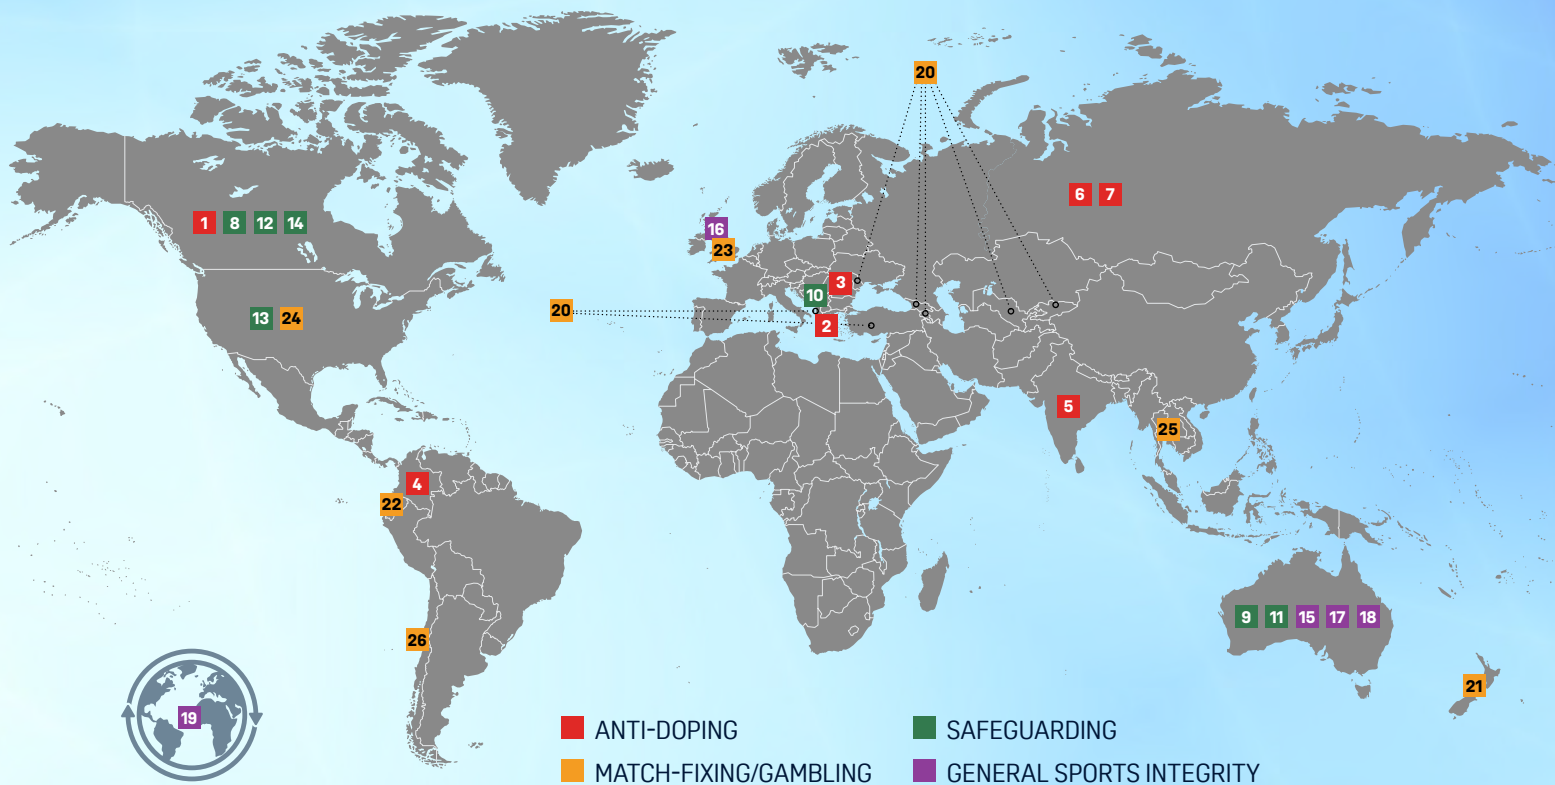 20
6 7
1 8 12 14
16
23
3
10
20
2
13 24
5
25
4
22
9 11 15 17 18
26
21
19
ANTI-DOPING
SAFEGUARDING
MATCH-FIXING/GAMBLING
GENERAL SPORTS INTEGRITY